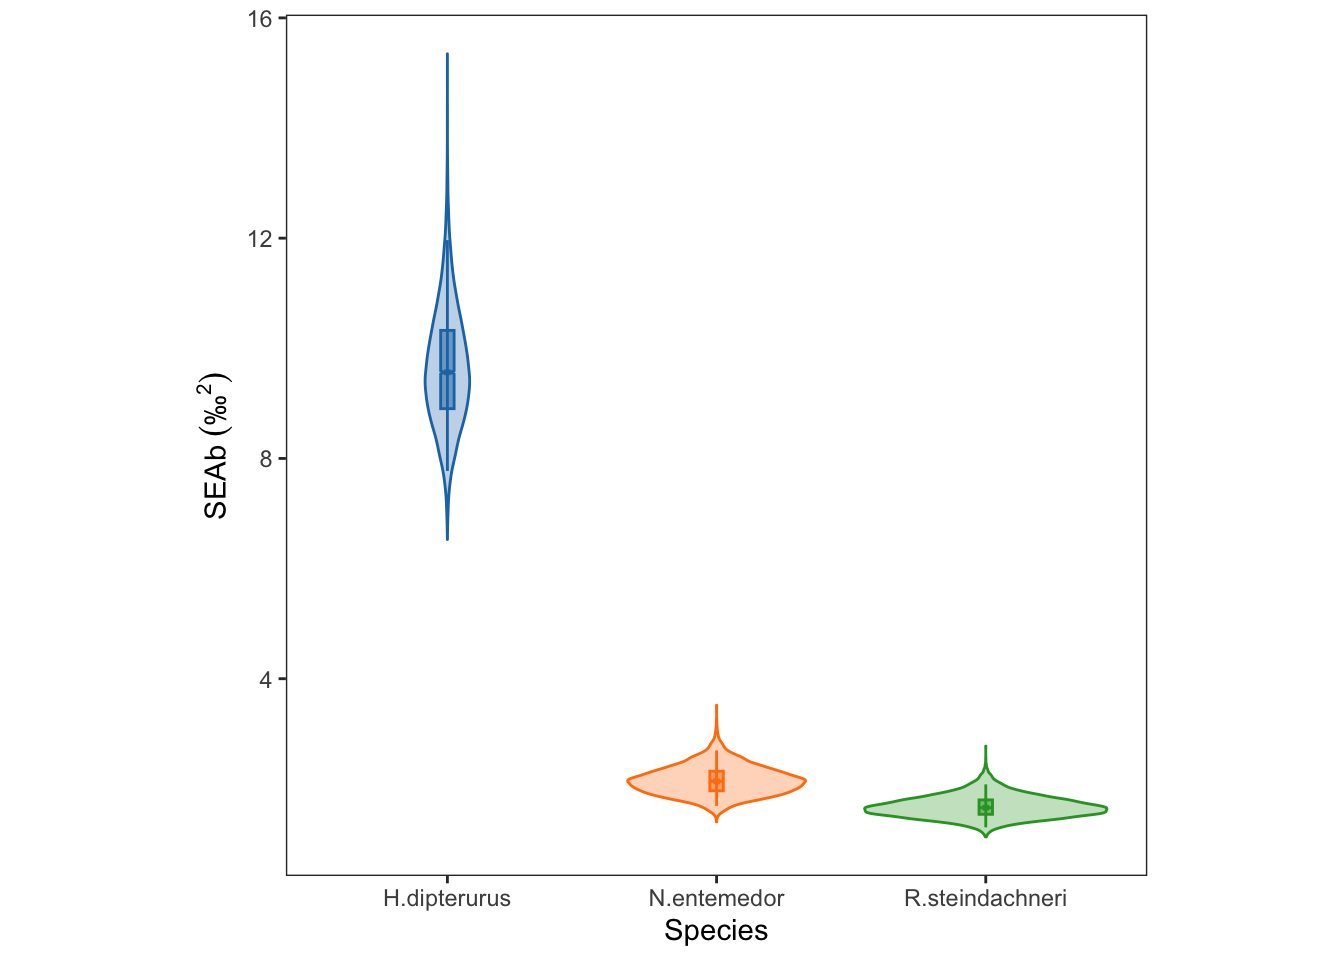 16
12
8
4
SEAb (‰²)
H.dipterurus
N.entemedor
R.steindachneri
Species